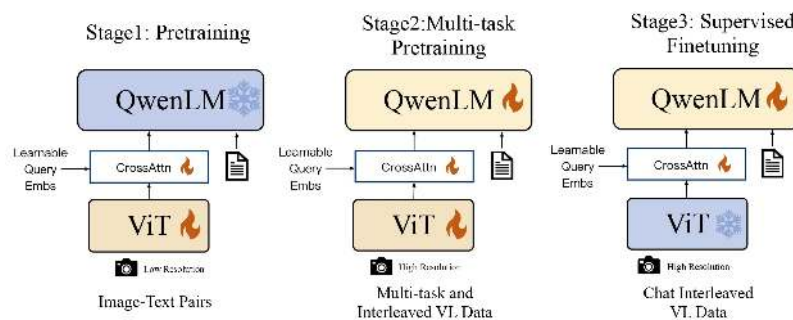 Stage1: Pretraining
QwenLM
Learnable
Query
Embs
CrossAttn
ViT
Low Resolution
Image-Text Pairs
Stage2:Multi-task
Pretraining
QwenLM
Learnable
Query
Embs
CrossAttn
ViT
High Resolution
Multi-task and
Interleaved VL Data
Stage3: Supervised
Finetuning
QwenLM
Learnable
Query
Embs
CrossAttn
ViT
High Resolution
Chat Interleaved
VL Data